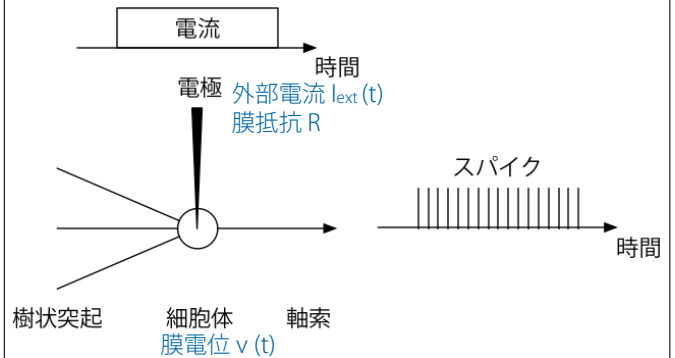 電流
時間
電極
外部電流 Iext (t)
膜抵抗 R
スパイク
時間
樹状突起 細胞体 軸索
膜電位 v (t)